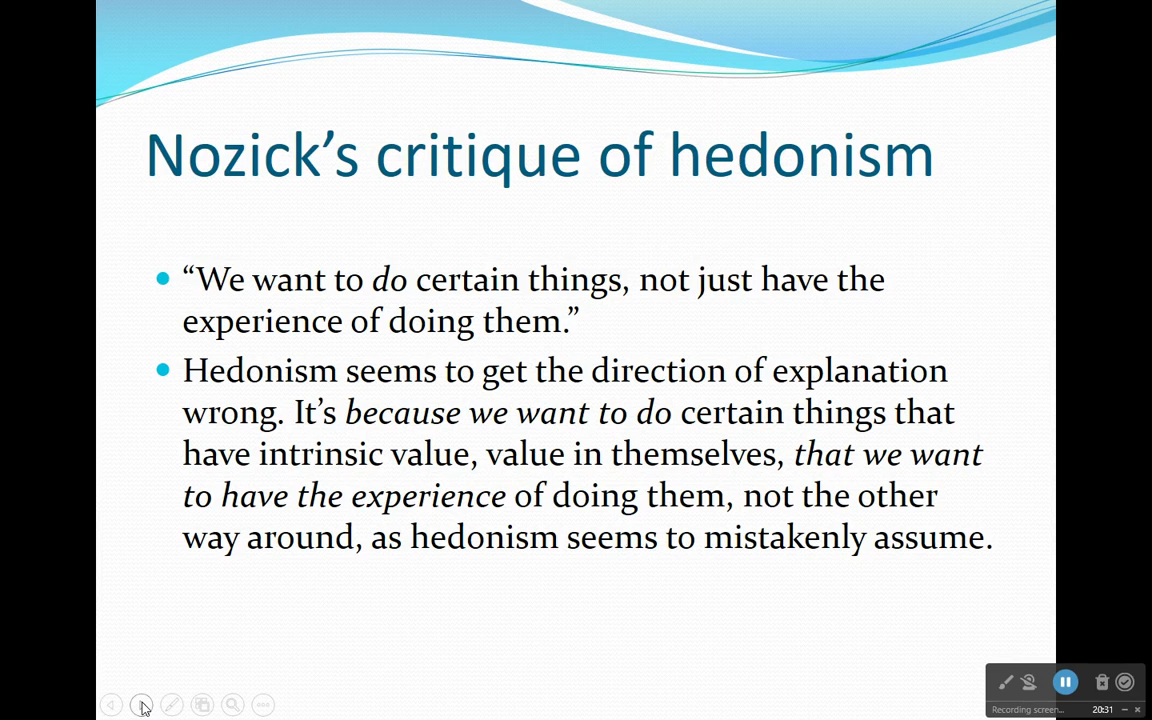 Nozick’s critique of hedonism
“We want to do certain things, not just have the
experience of doing them.”
Hedonism seems to get the direction of explanation
wrong. It’s because we want to do certain things that
have intrinsic value, value in themselves, that we want
to have the experience of doing them, not the other
way around, as hedonism seems to mistakenly assume.
Recording screen... 20:31